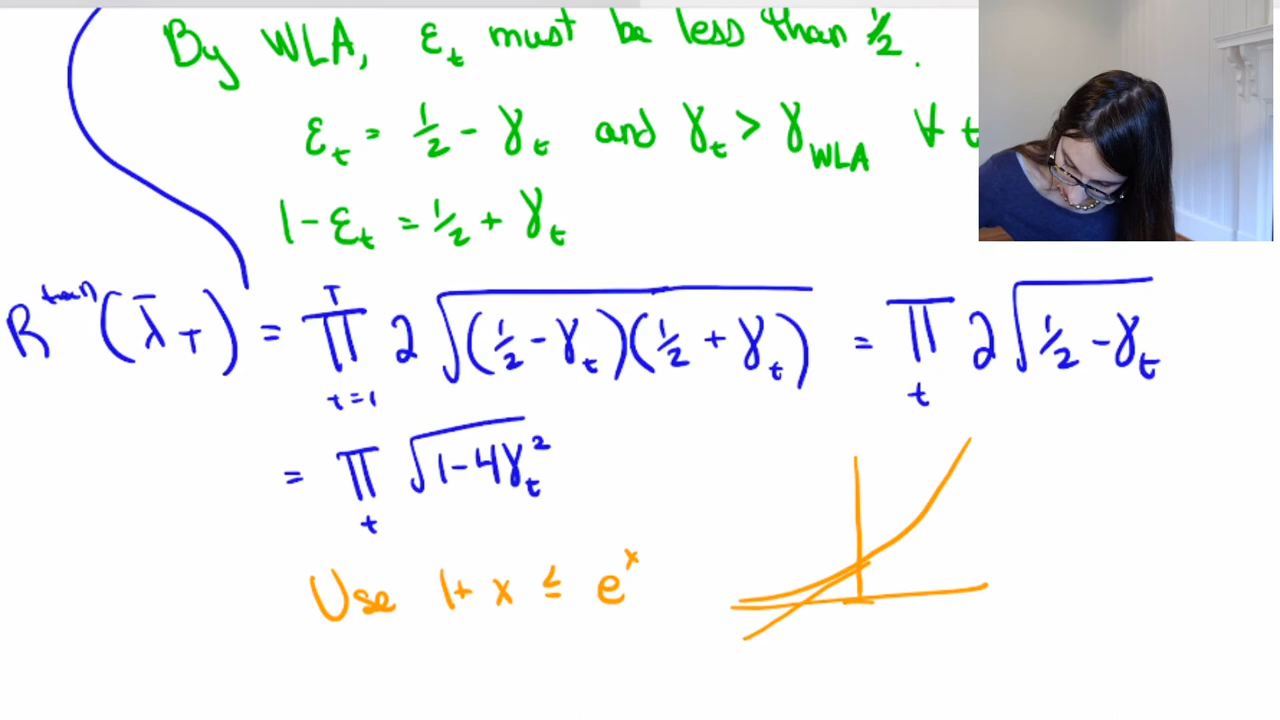 By WLA, ε_t must be less than ½.
ε_t = ½ - γ_t and γ_t > γ_WLA ∀ t
1 - ε_t = ½ + γ_t
R^train (λ̄_T) = ∏_{t=1}^T 2 √((½ - γ_t)(½ + γ_t)) = ∏_t 2 √(½ - γ_t)
= ∏_t √(1 - 4γ_t²)
Use 1 + x ≤ e^x